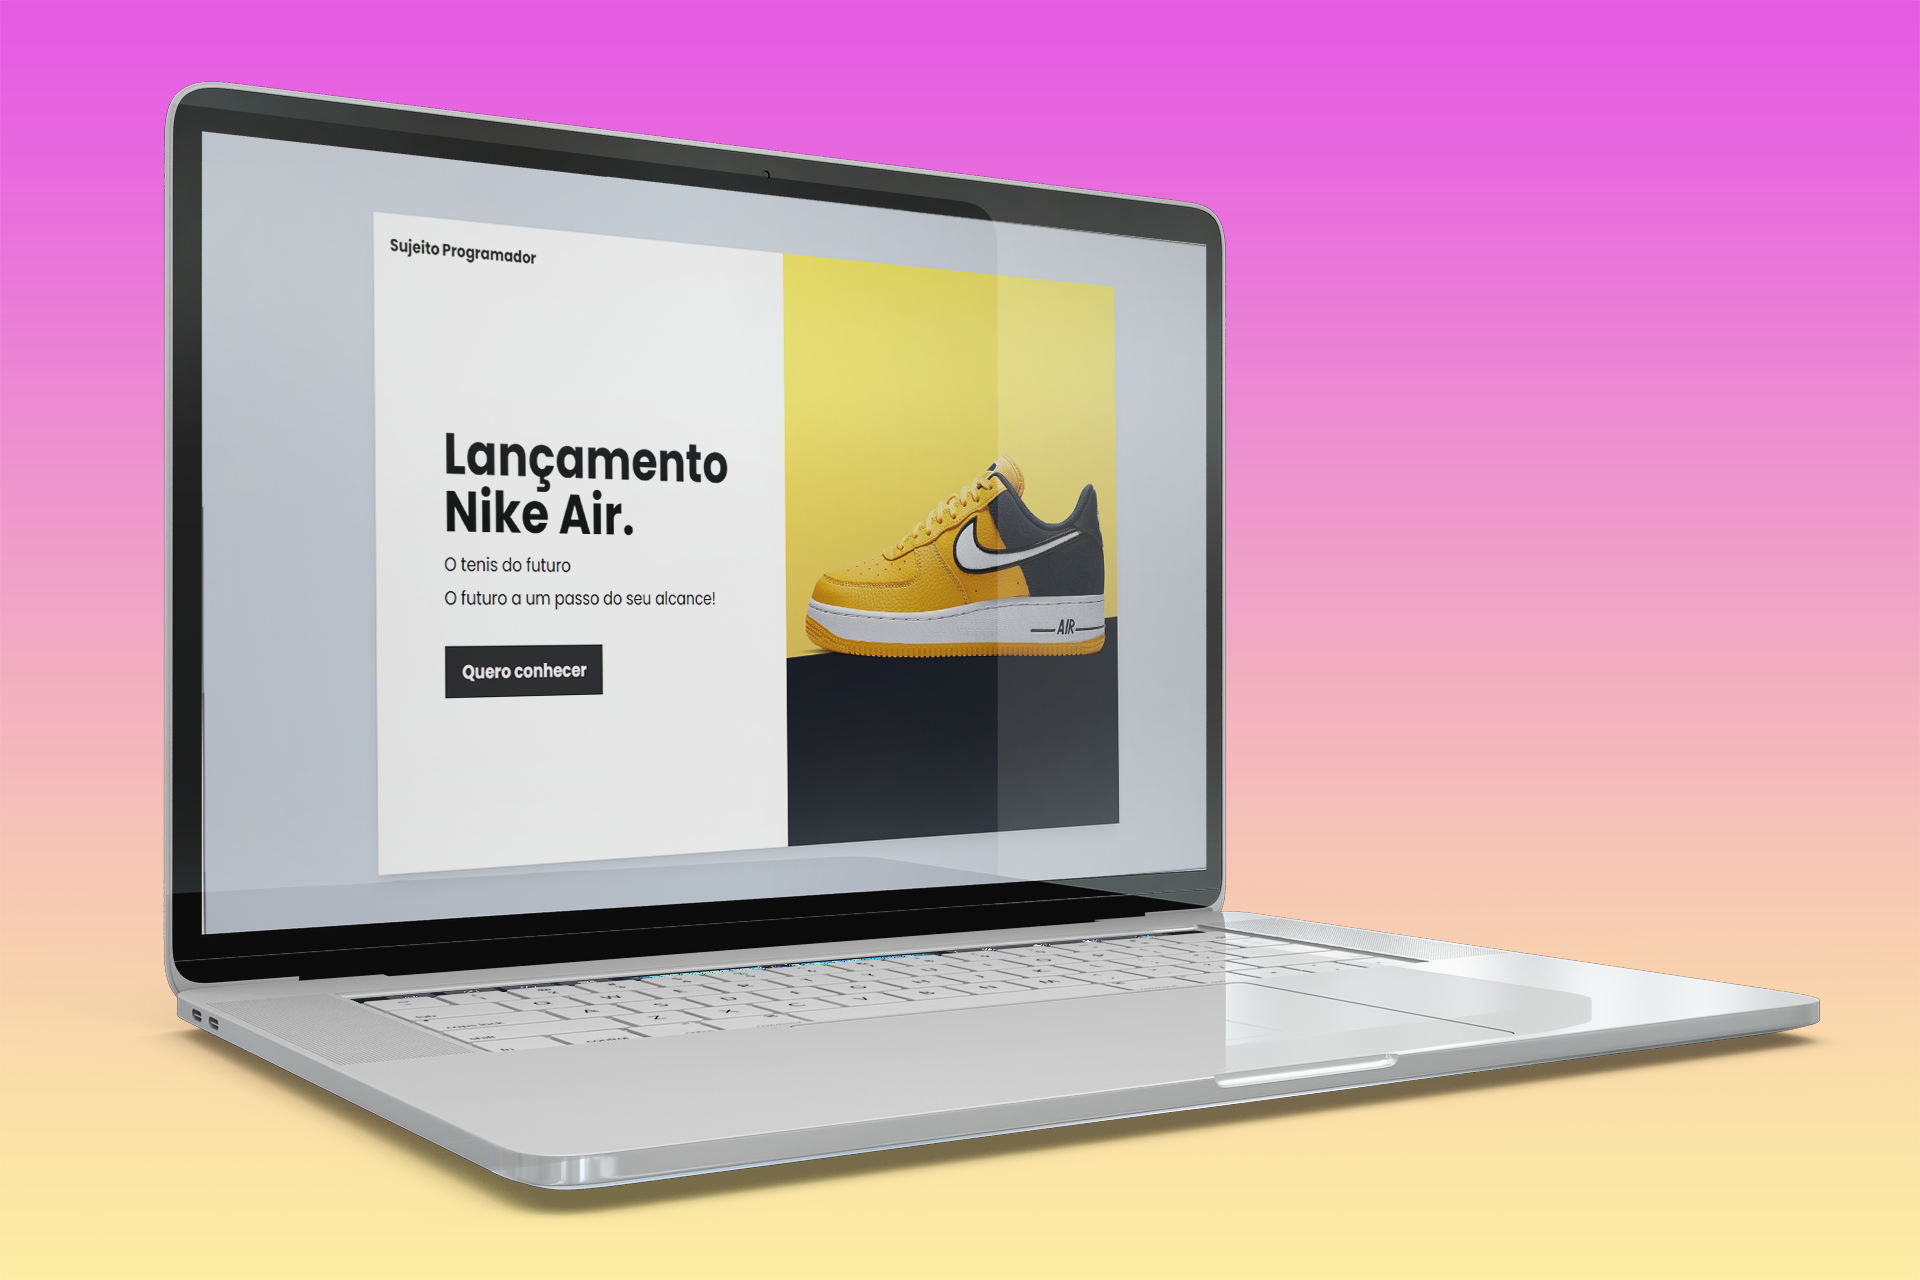 Sujeito Programador
Lançamento
Nike Air.
O tenis do futuro
O futuro a um passo do seu alcance!
Quero conhecer
AIR